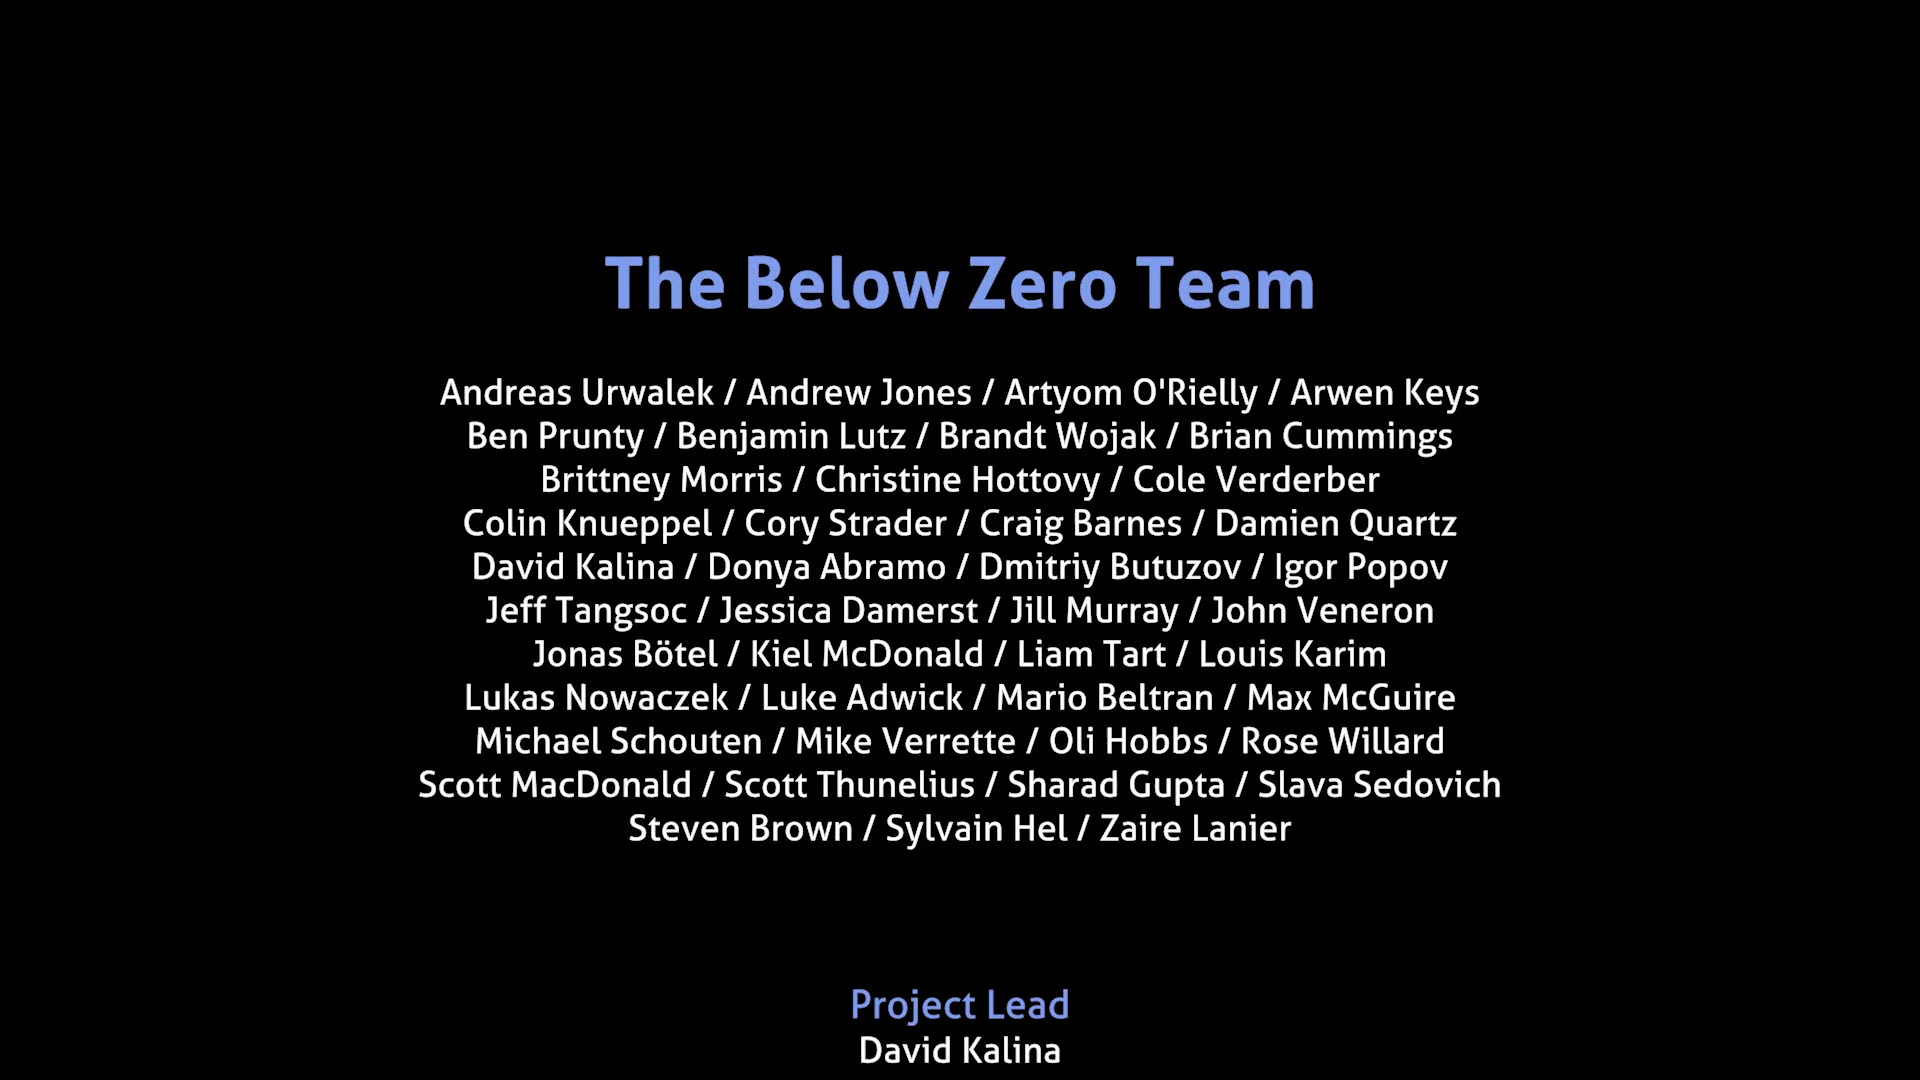 The Below Zero Team
Andreas Urwalek / Andrew Jones / Artyom O'Rielly / Arwen Keys
Ben Prunty / Benjamin Lutz / Brandt Wojak / Brian Cummings
Brittney Morris / Christine Hottovy / Cole Verderber
Colin Knueppel / Cory Strader / Craig Barnes / Damien Quartz
David Kalina / Donya Abramo / Dmitriy Butuzov / Igor Popov
Jeff Tangsoc / Jessica Damerst / Jill Murray / John Veneron
Jonas Bötel / Kiel McDonald / Liam Tart / Louis Karim
Lukas Nowaczek / Luke Adwick / Mario Beltran / Max McGuire
Michael Schouten / Mike Verrette / Oli Hobbs / Rose Willard
Scott MacDonald / Scott Thunelius / Sharad Gupta / Slava Sedovich
Steven Brown / Sylvain Hel / Zaire Lanier
Project Lead
David Kalina